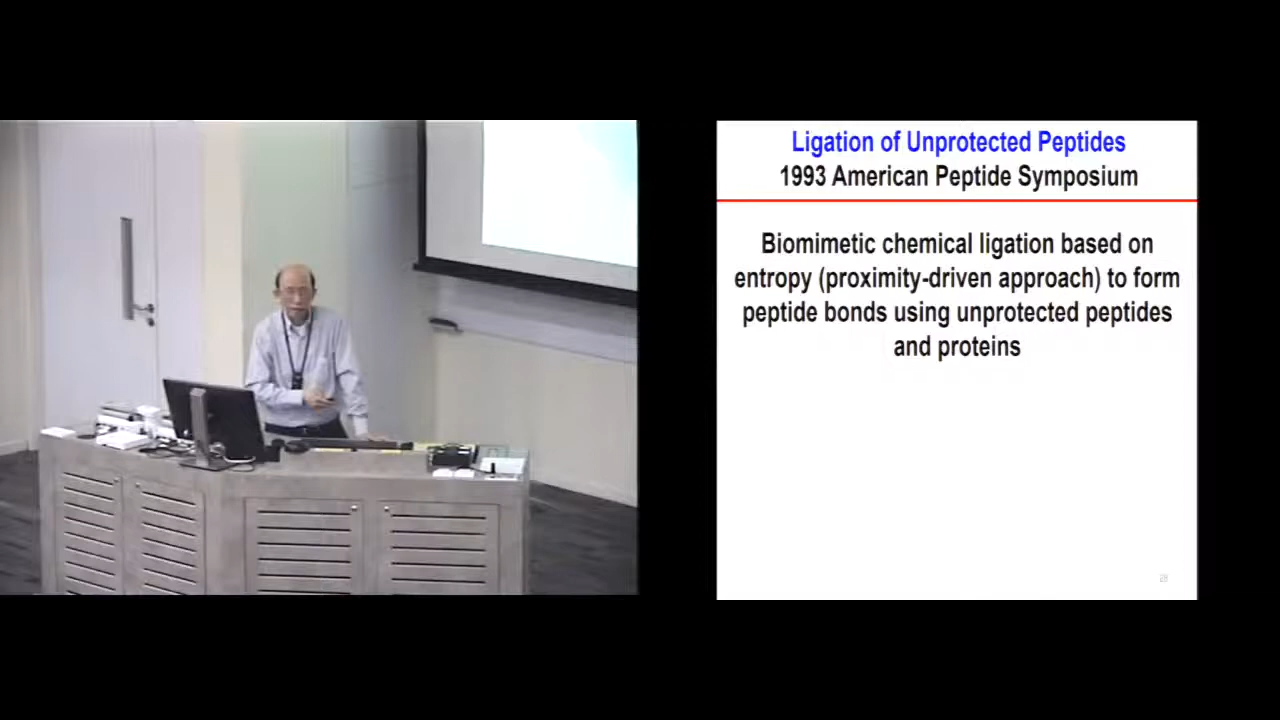 Ligation of Unprotected Peptides
1993 American Peptide Symposium
Biomimetic chemical ligation based on
entropy (proximity-driven approach) to form
peptide bonds using unprotected peptides
and proteins